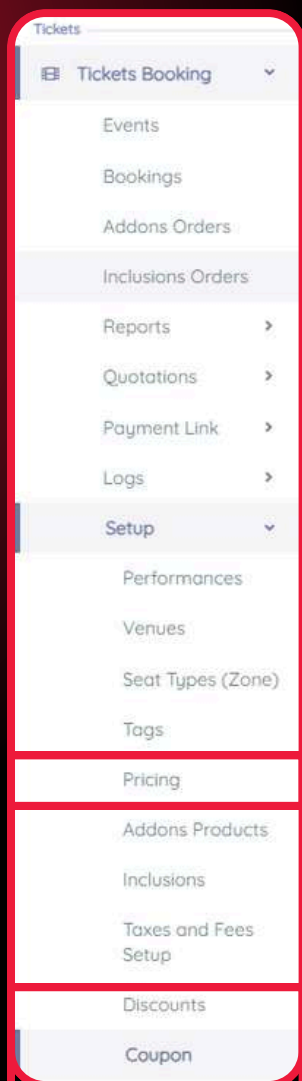 Tickets
Tickets Booking
Events
Bookings
Addons Orders
Inclusions Orders
Reports
Quotations
Payment Link
Logs
Setup
Performances
Venues
Seat Types (Zone)
Tags
Pricing
Addons Products
Inclusions
Taxes and Fees
Setup
Discounts
Coupon